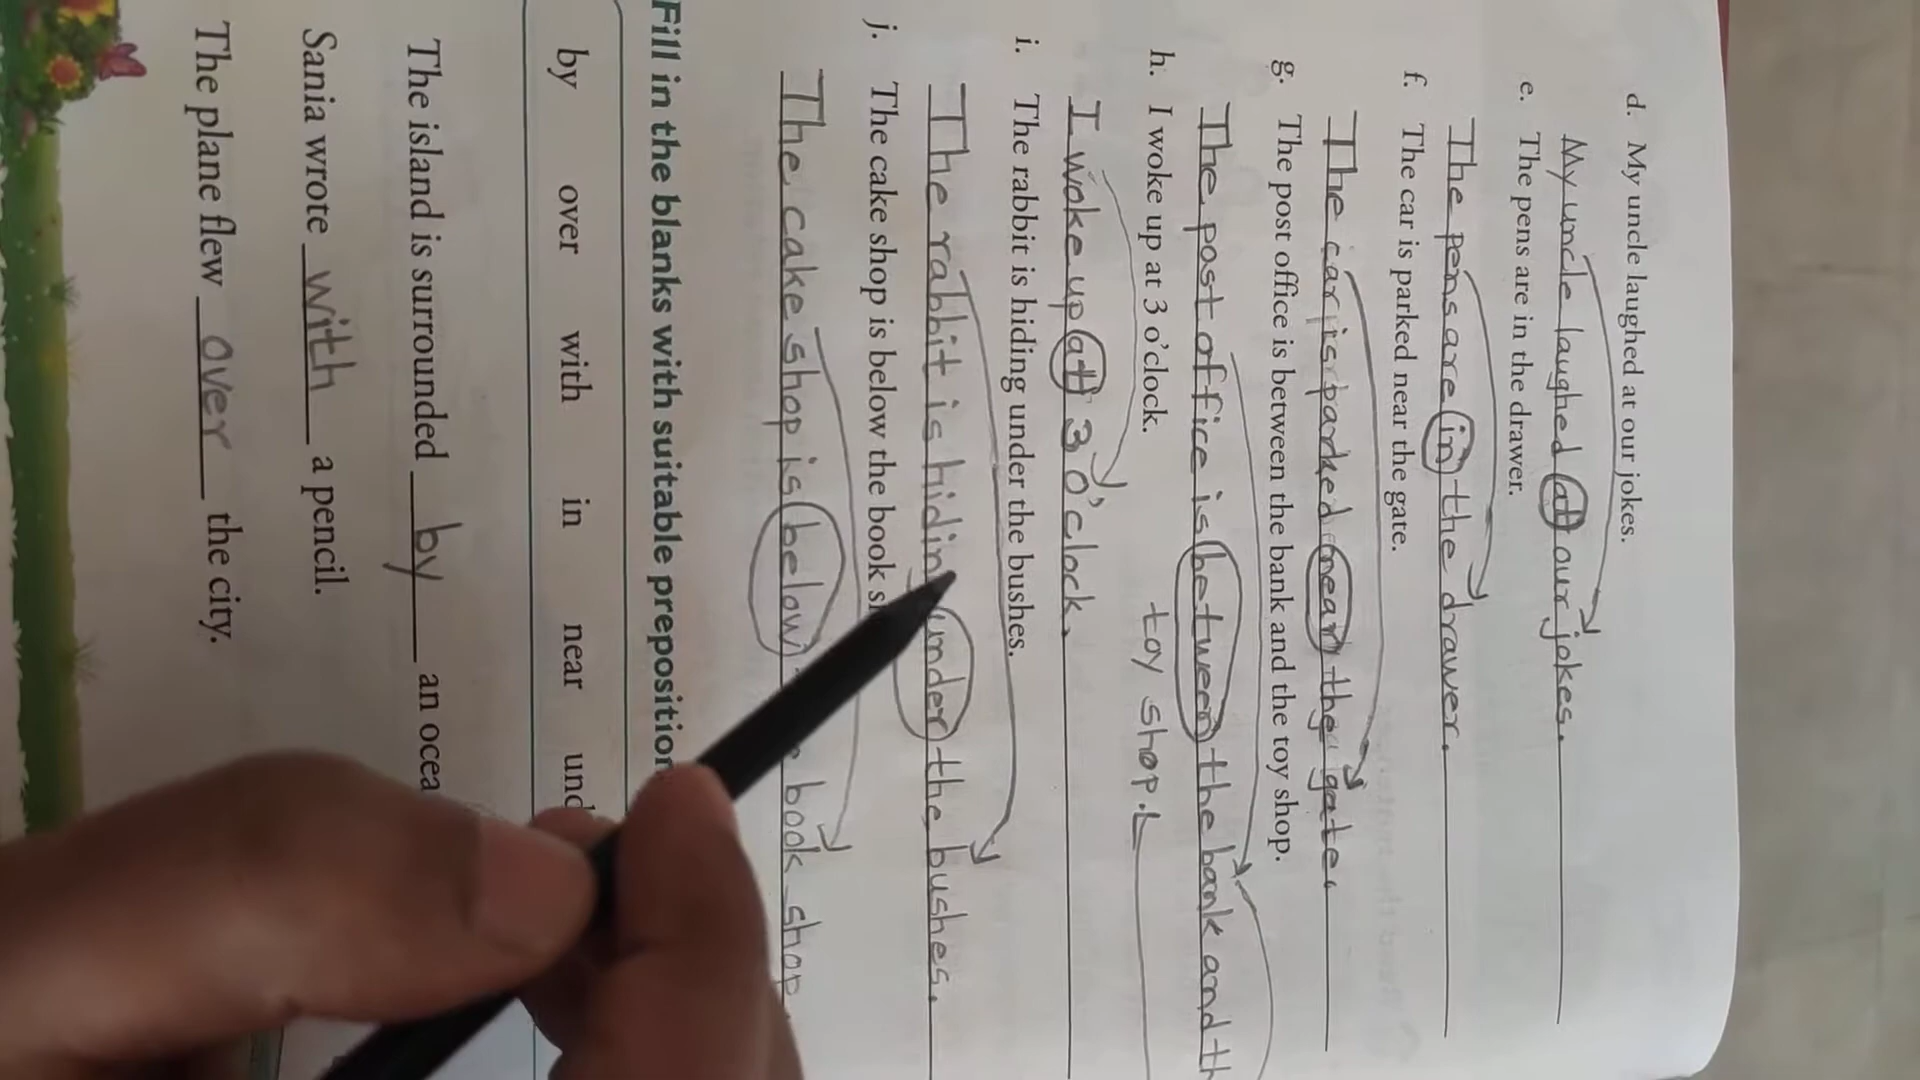 d. My uncle laughed at our jokes.
My uncle laughed at our jokes.
e. The pens are in the drawer.
The pens are in the drawer.
f. The car is parked near the gate.
The car is parked near the gate.
g. The post office is between the bank and the toy shop.
The post office is between the bank and th
toy shop.
h. I woke up at 3 o'clock.
I woke up at 3 O'clock.
i. The rabbit is hiding under the bushes.
The rabbit is hiding under the bushes.
j. The cake shop is below the book s
The cake shop is below book shop
Fill in the blanks with suitable preposition
by over with in near und
The island is surrounded by an ocea
Sania wrote with a pencil.
The plane flew over the city.